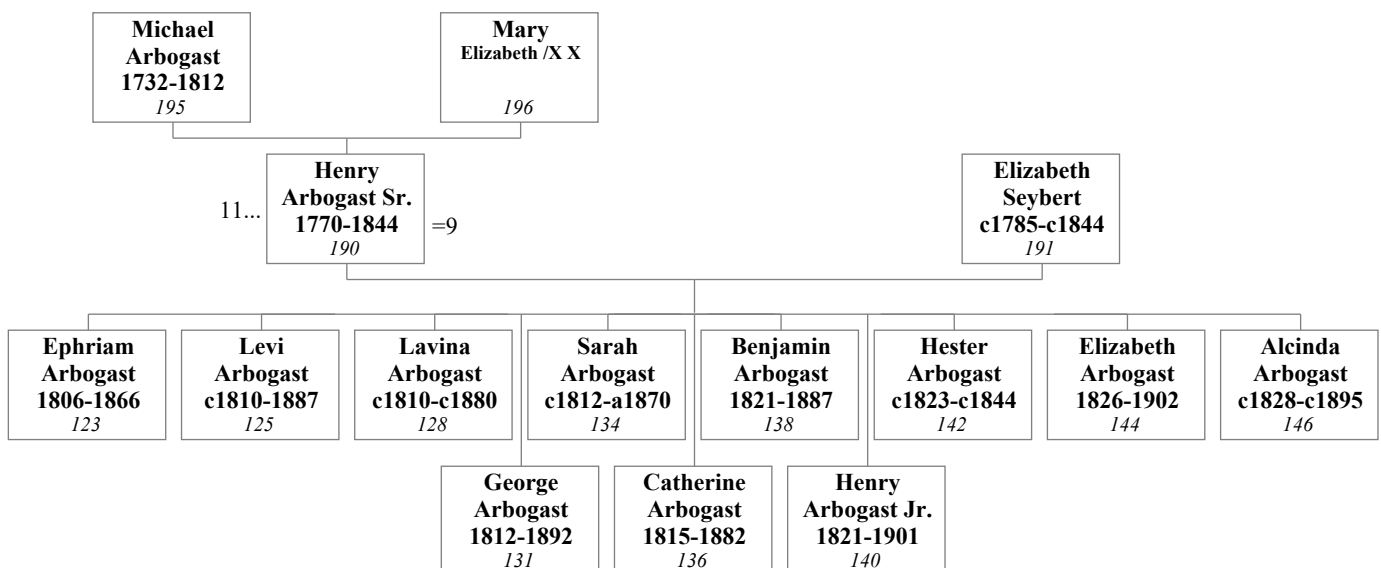 Michael
Arbogast
1732-1812
195
Mary
Elizabeth /X X
196
11...
Henry
Arbogast Sr.
1770-1844
190
=9
Elizabeth
Seybert
c1785-c1844
191
Ephriam
Arbogast
1806-1866
123
Levi
Arbogast
c1810-1887
125
Lavina
Arbogast
c1810-c1880
128
Sarah
Arbogast
c1812-a1870
134
Benjamin
Arbogast
1821-1887
138
Hester
Arbogast
c1823-c1844
142
Elizabeth
Arbogast
1826-1902
144
Alcinda
Arbogast
c1828-c1895
146
George
Arbogast
1812-1892
131
Catherine
Arbogast
1815-1882
136
Henry
Arbogast Jr.
1821-1901
140